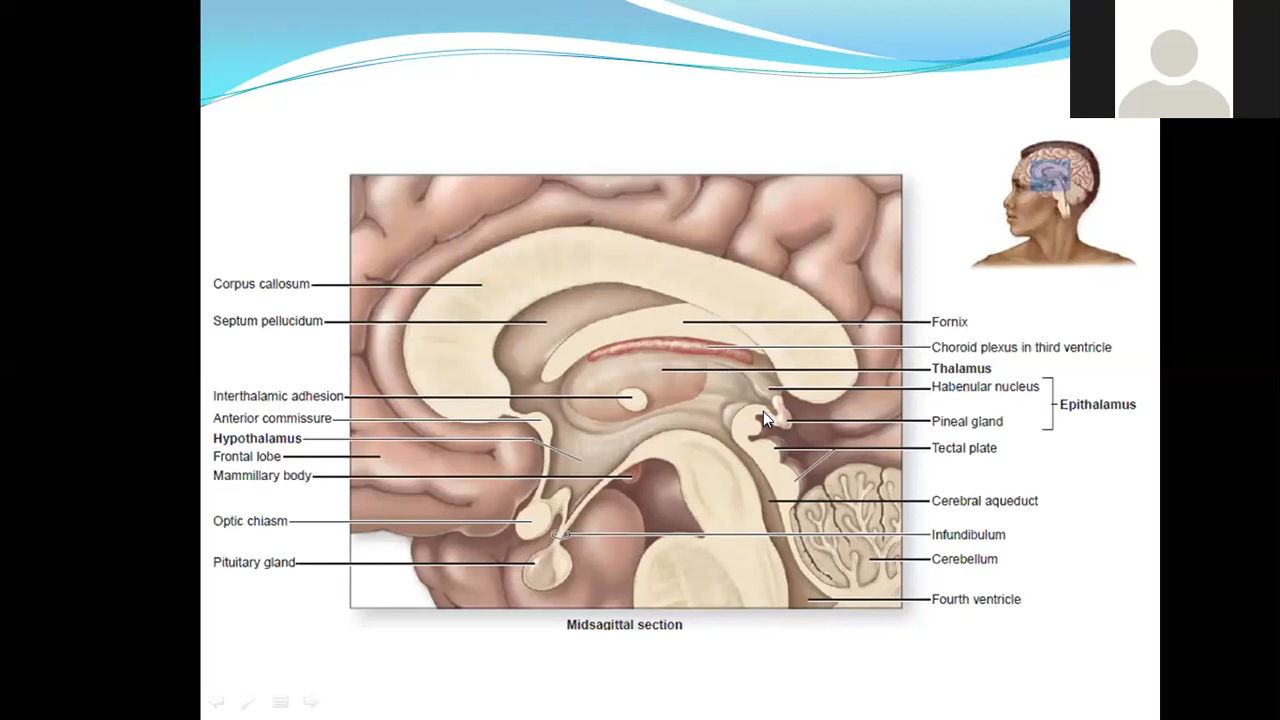 Corpus callosum
Septum pellucidum
Interthalamic adhesion
Anterior commissure
Hypothalamus
Frontal lobe
Mammillary body
Optic chiasm
Pituitary gland
Fornix
Choroid plexus in third ventricle
Thalamus
Habenular nucleus
Epithalamus
Pineal gland
Tectal plate
Cerebral aqueduct
Infundibulum
Cerebellum
Fourth ventricle
Midsagittal section